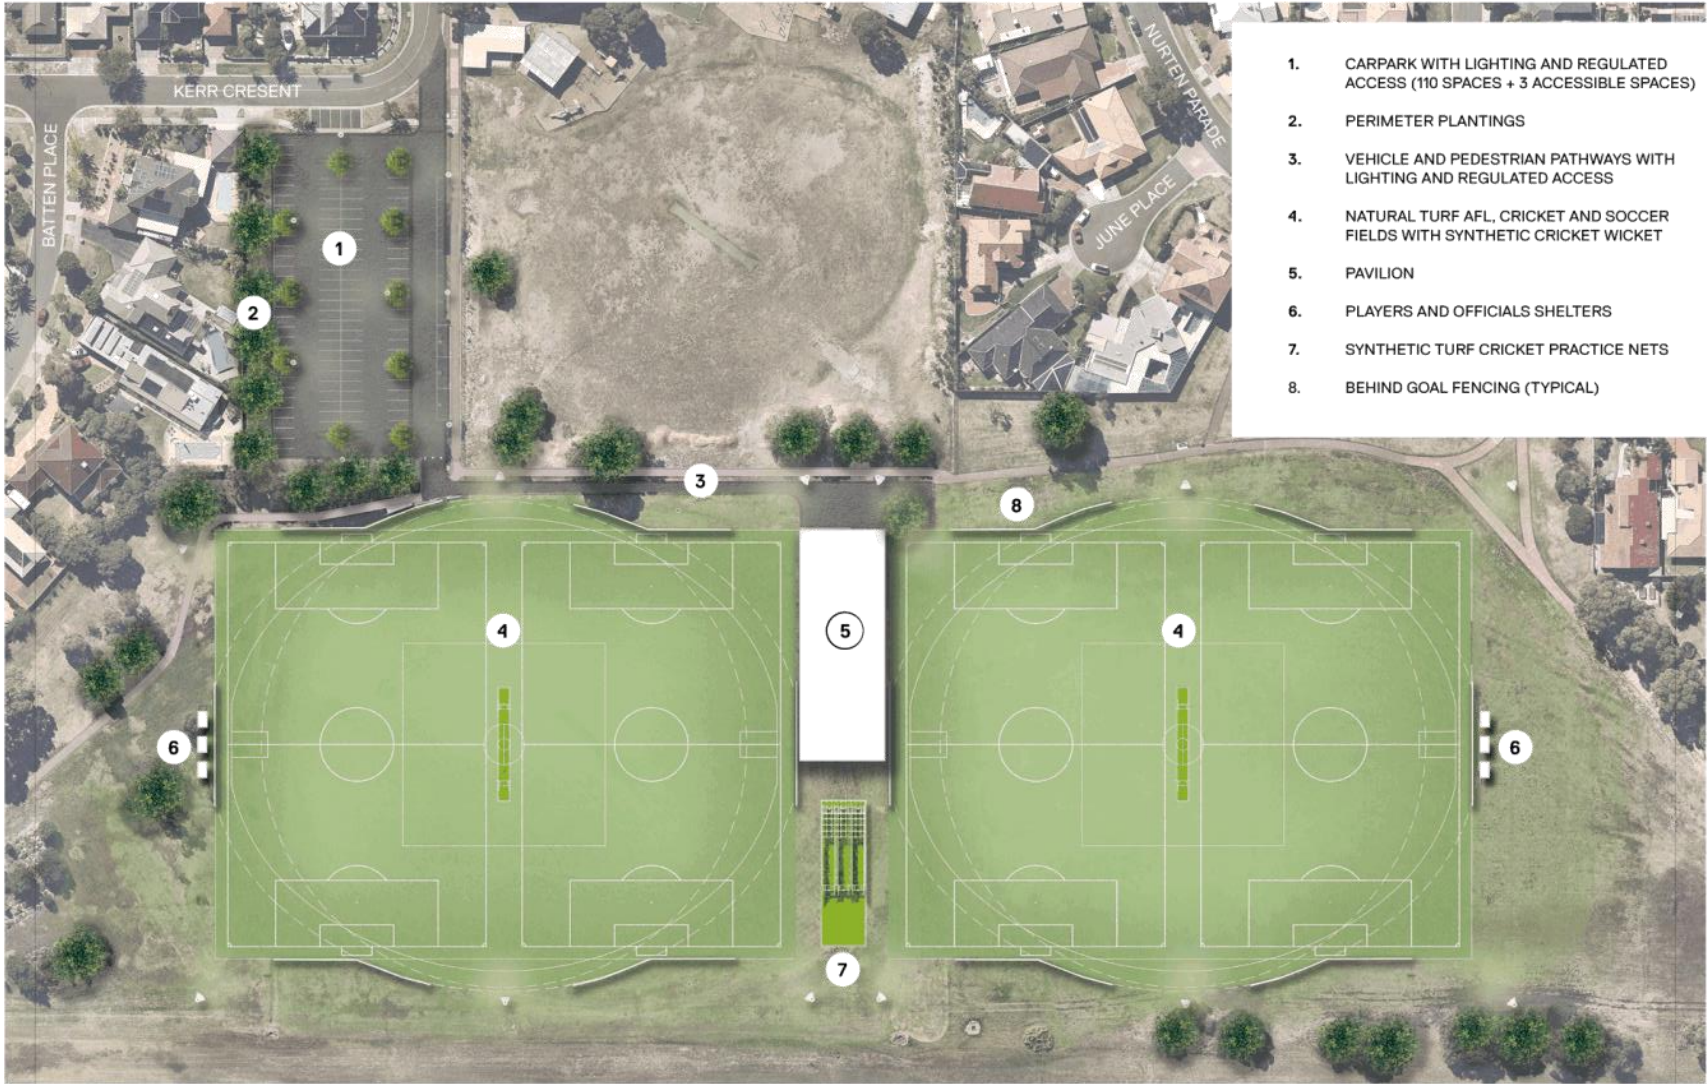 KERR CRESENT
BATTEN PLACE
NURTEN PARADE
JUNE PLACE
1. CARPARK WITH LIGHTING AND REGULATED
ACCESS (110 SPACES + 3 ACCESSIBLE SPACES)
2. PERIMETER PLANTINGS
3. VEHICLE AND PEDESTRIAN PATHWAYS WITH
LIGHTING AND REGULATED ACCESS
4. NATURAL TURF AFL, CRICKET AND SOCCER
FIELDS WITH SYNTHETIC CRICKET WICKET
5. PAVILION
6. PLAYERS AND OFFICIALS SHELTERS
7. SYNTHETIC TURF CRICKET PRACTICE NETS
8. BEHIND GOAL FENCING (TYPICAL)
1
2
3
8
4
5
4
6
6
7